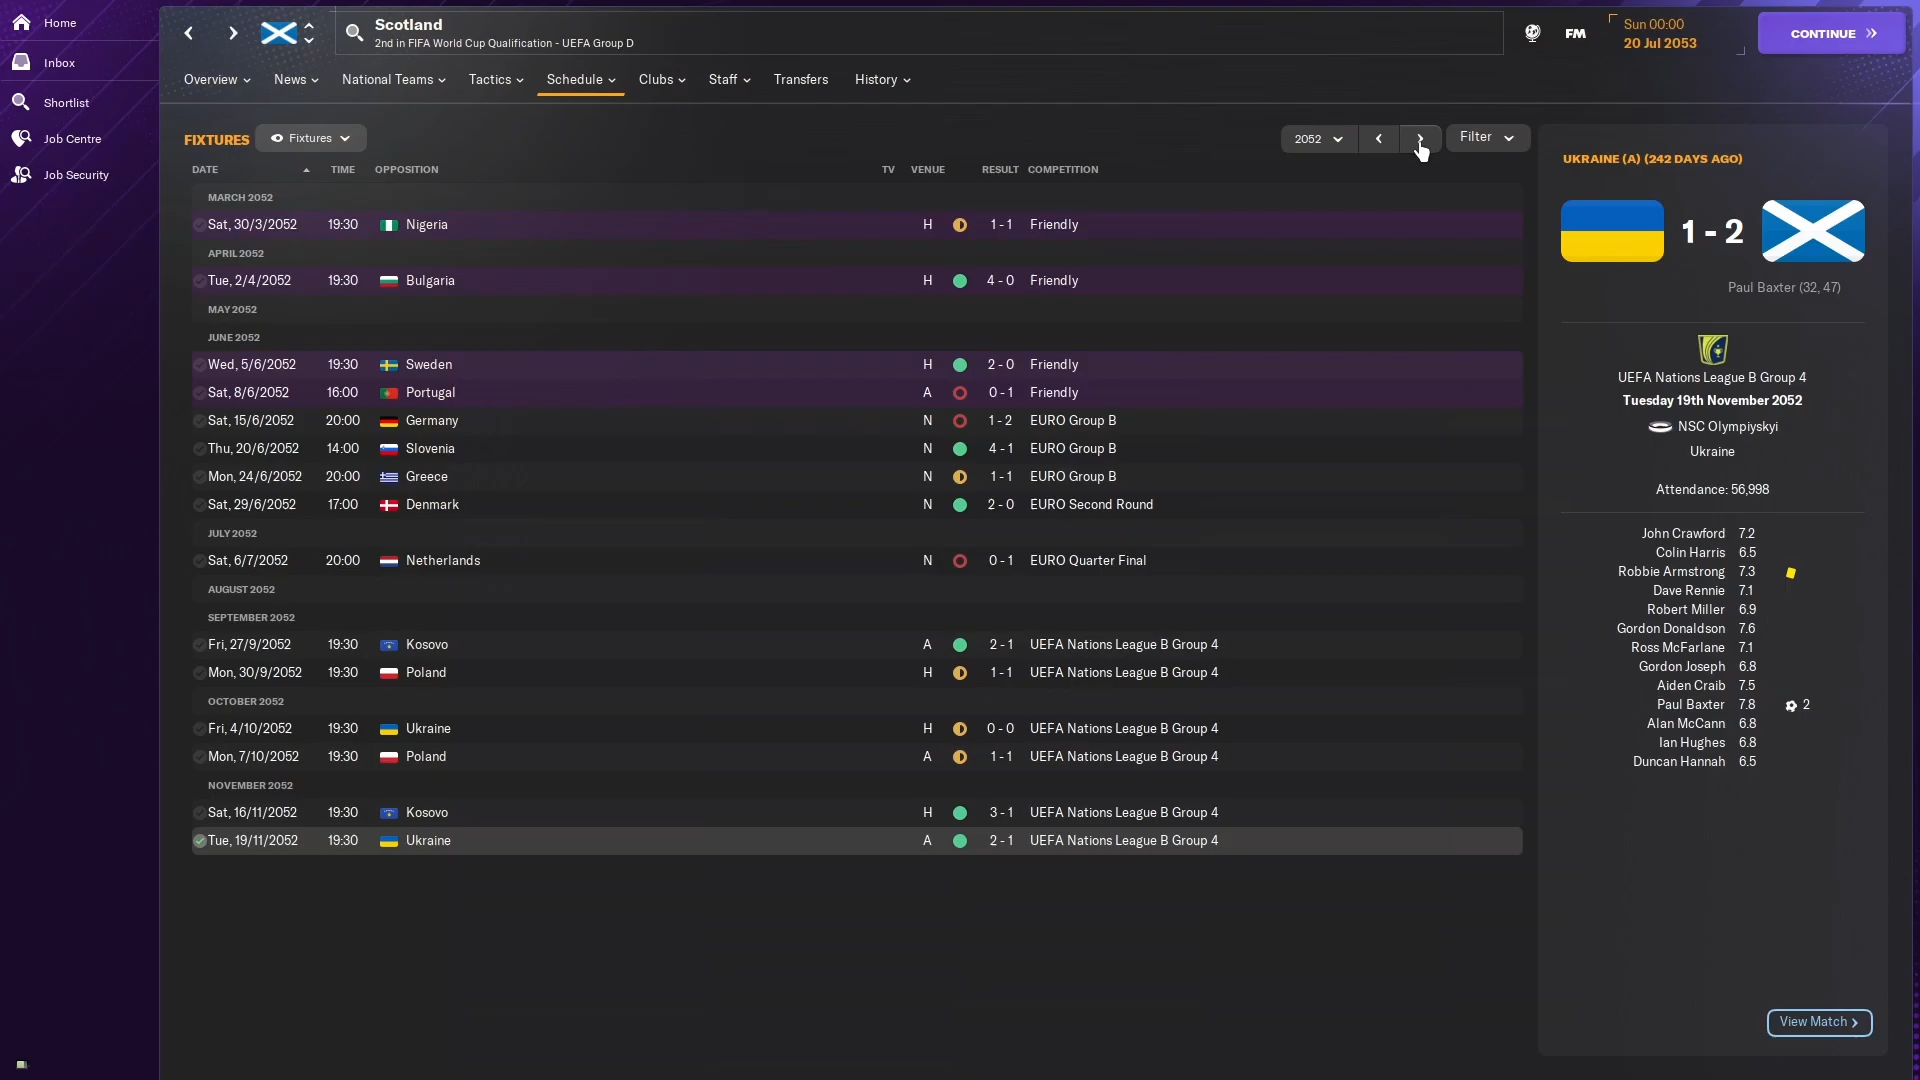 Home
Inbox
Shortlist
Job Centre
Job Security
Scotland
2nd in FIFA World Cup Qualification - UEFA Group D
FM
Sun 00:00
20 Jul 2053
CONTINUE
Overview News National Teams Tactics Schedule Clubs Staff Transfers History
FIXTURES Fixtures 2052 Filter
DATE TIME OPPOSITION TV VENUE RESULT COMPETITION
MARCH 2052
Sat, 30/3/2052 19:30 Nigeria H 1 - 1 Friendly
APRIL 2052
Tue, 2/4/2052 19:30 Bulgaria H 4 - 0 Friendly
MAY 2052
JUNE 2052
Wed, 5/6/2052 19:30 Sweden H 2 - 0 Friendly
Sat, 8/6/2052 16:00 Portugal A 0 - 1 Friendly
Sat, 15/6/2052 20:00 Germany N 1 - 2 EURO Group B
Thu, 20/6/2052 14:00 Slovenia N 4 - 1 EURO Group B
Mon, 24/6/2052 20:00 Greece N 1 - 1 EURO Group B
Sat, 29/6/2052 17:00 Denmark N 2 - 0 EURO Second Round
JULY 2052
Sat, 6/7/2052 20:00 Netherlands N 0 - 1 EURO Quarter Final
AUGUST 2052
SEPTEMBER 2052
Fri, 27/9/2052 19:30 Kosovo A 2 - 1 UEFA Nations League B Group 4
Mon, 30/9/2052 19:30 Poland H 1 - 1 UEFA Nations League B Group 4
OCTOBER 2052
Fri, 4/10/2052 19:30 Ukraine H 0 - 0 UEFA Nations League B Group 4
Mon, 7/10/2052 19:30 Poland A 1 - 1 UEFA Nations League B Group 4
NOVEMBER 2052
Sat, 16/11/2052 19:30 Kosovo H 3 - 1 UEFA Nations League B Group 4
Tue, 19/11/2052 19:30 Ukraine A 2 - 1 UEFA Nations League B Group 4
UKRAINE (A) (242 DAYS AGO)
1 - 2
Paul Baxter (32, 47)
UEFA Nations League B Group 4
Tuesday 19th November 2052
NSC Olympiyskyi
Ukraine
Attendance: 56,998
John Crawford 7.2
Colin Harris 6.5
Robbie Armstrong 7.3
Dave Rennie 7.1
Robert Miller 6.9
Gordon Donaldson 7.6
Ross McFarlane 7.1
Gordon Joseph 6.8
Aiden Craib 7.5
Paul Baxter 7.8 2
Alan McCann 6.8
Ian Hughes 6.8
Duncan Hannah 6.5
View Match